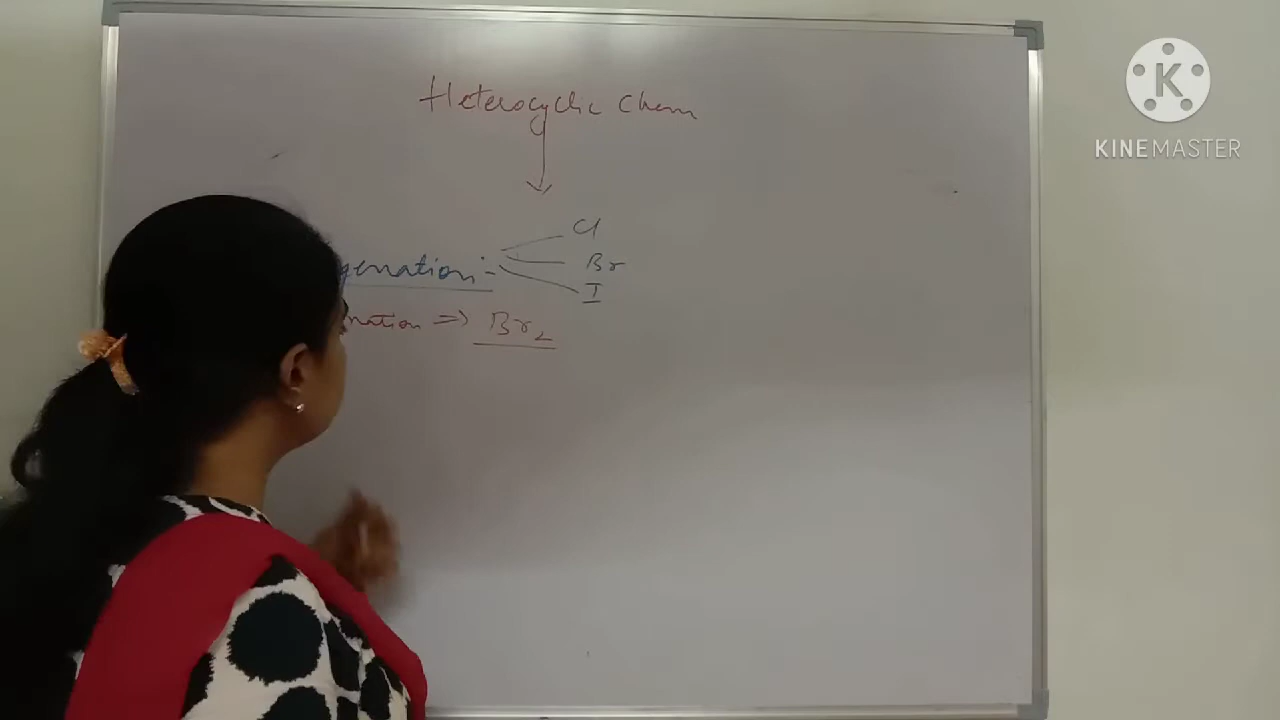 Heterocyclic Chem
Cl
genation:- Br
I
nation => Br2
KINEMASTER